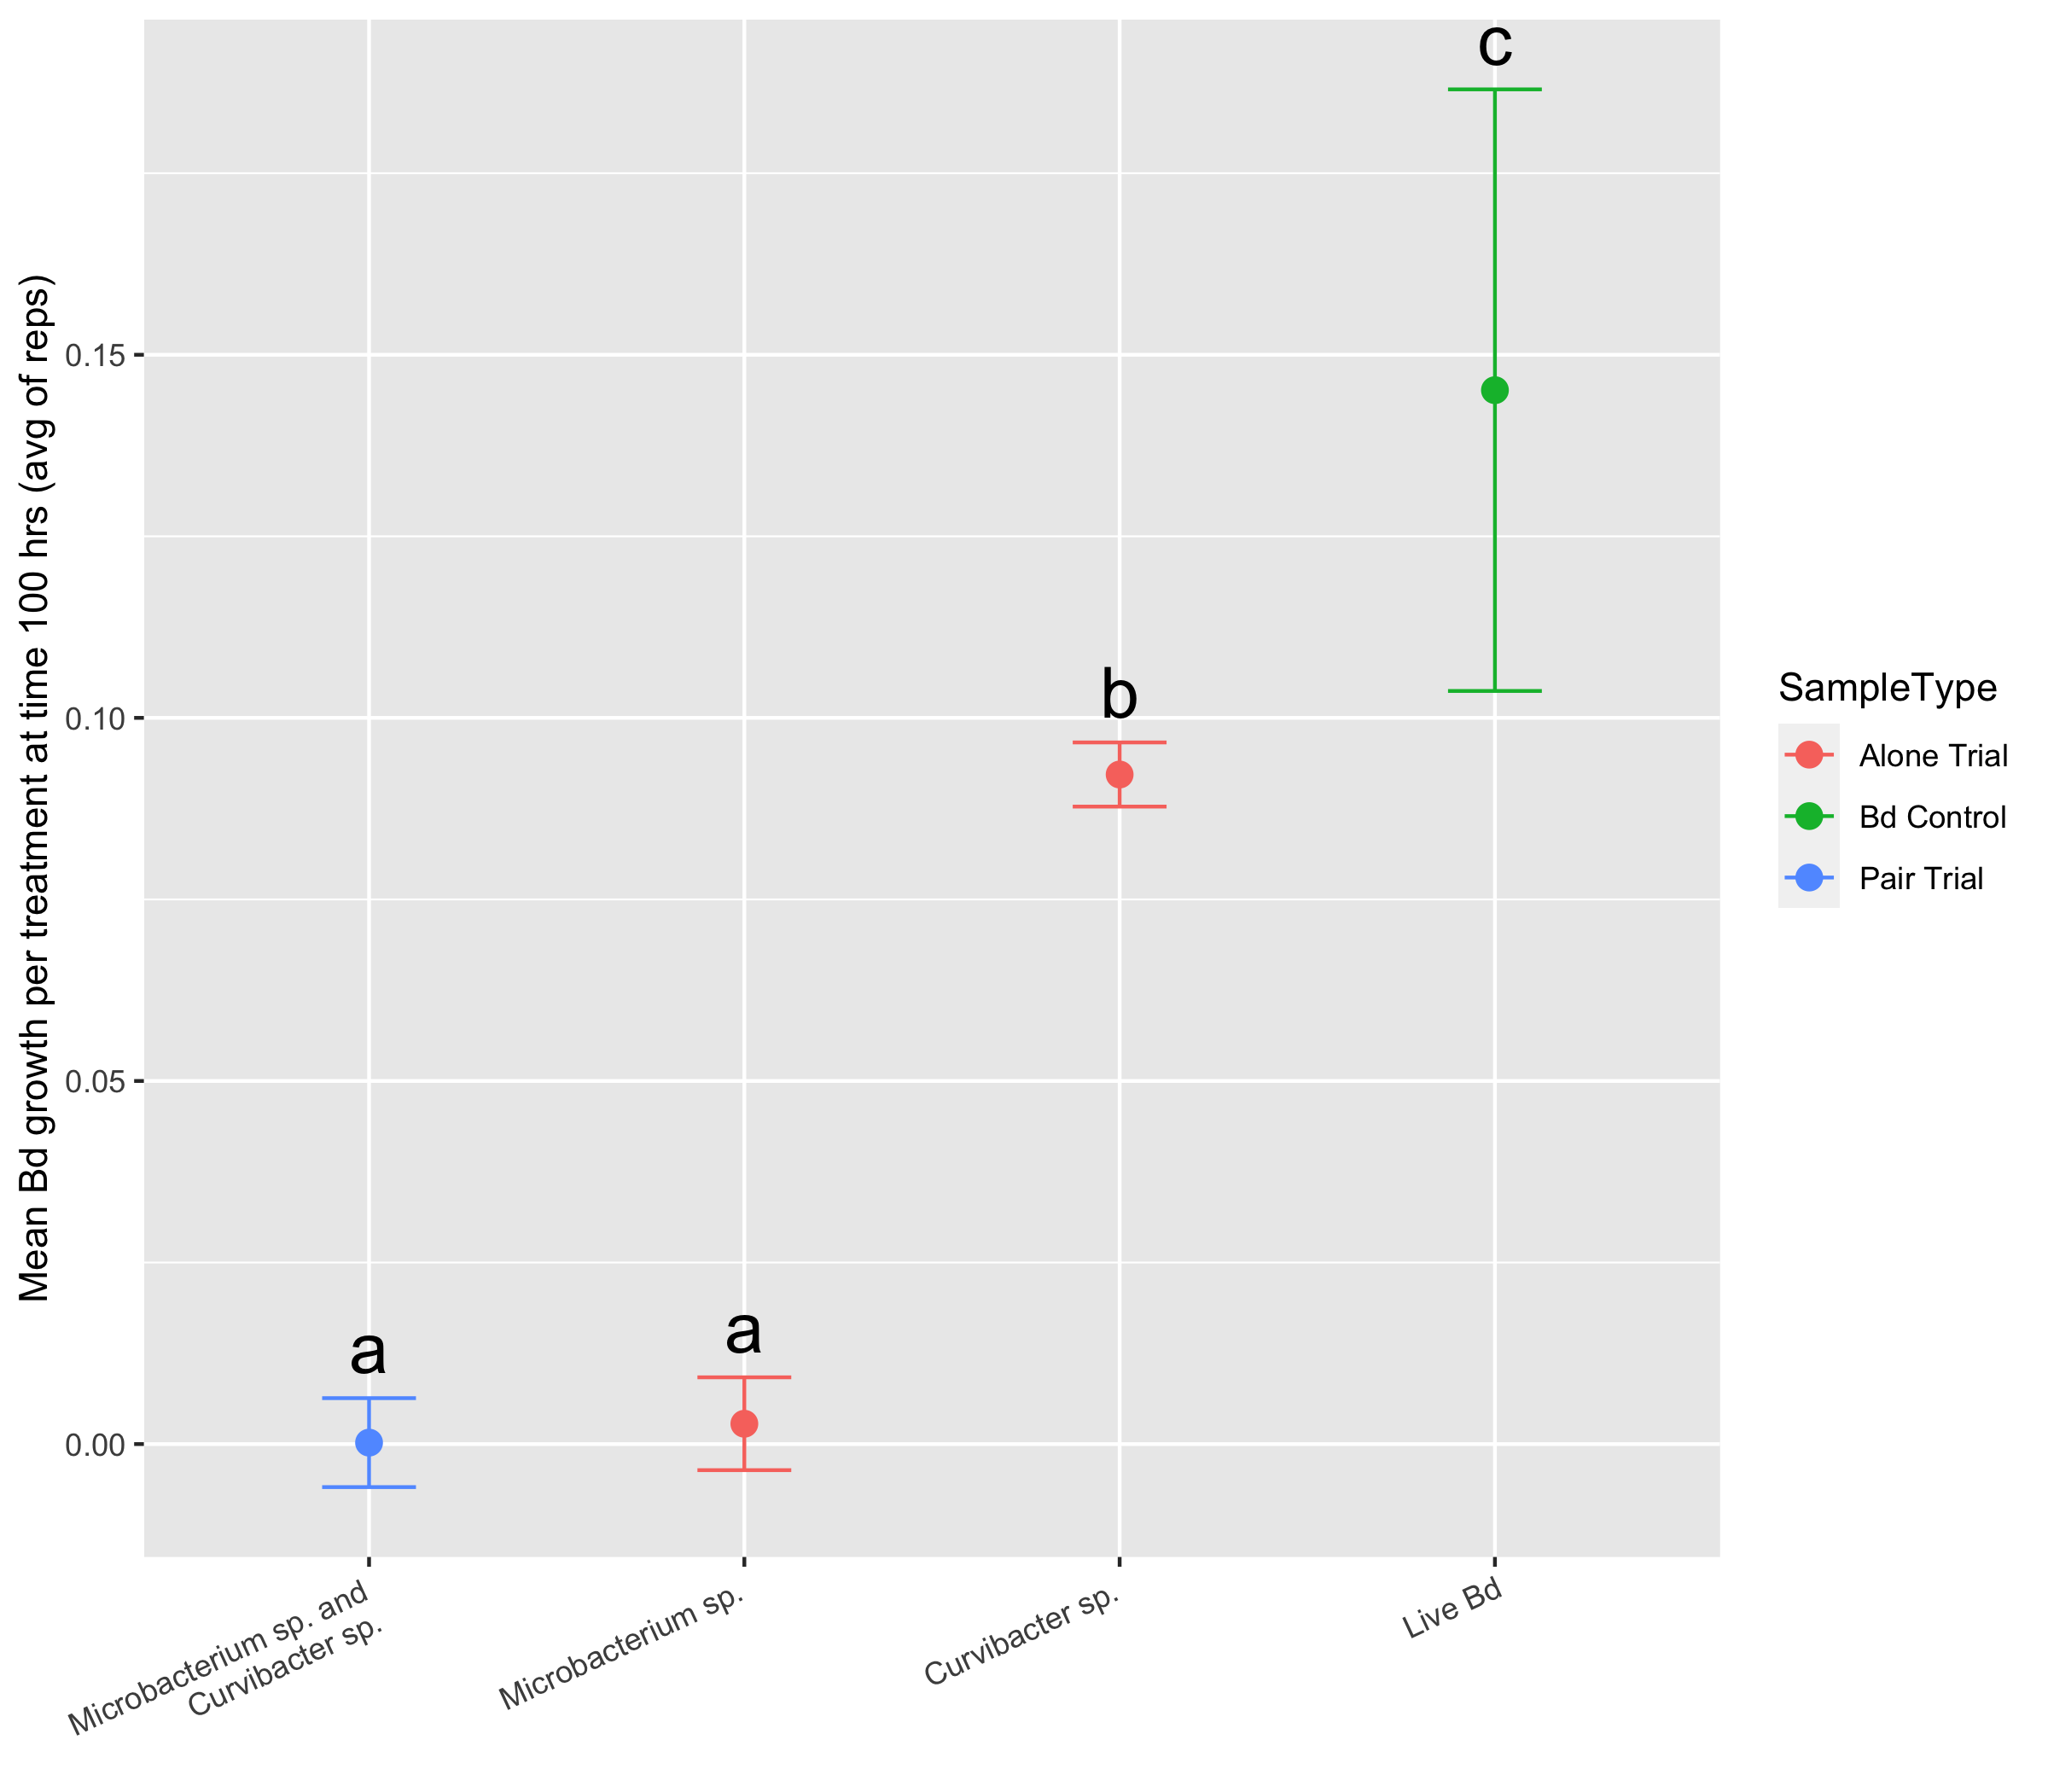 Mean Bd growth per treatment at time 100 hrs (avg of reps)
0.15
0.10
0.05
0.00
a
a
b
c
Microbacterium sp. and
Curvibacter sp.
Microbacterium sp.
Curvibacter sp.
Live Bd
SampleType
Alone Trial
Bd Control
Pair Trial